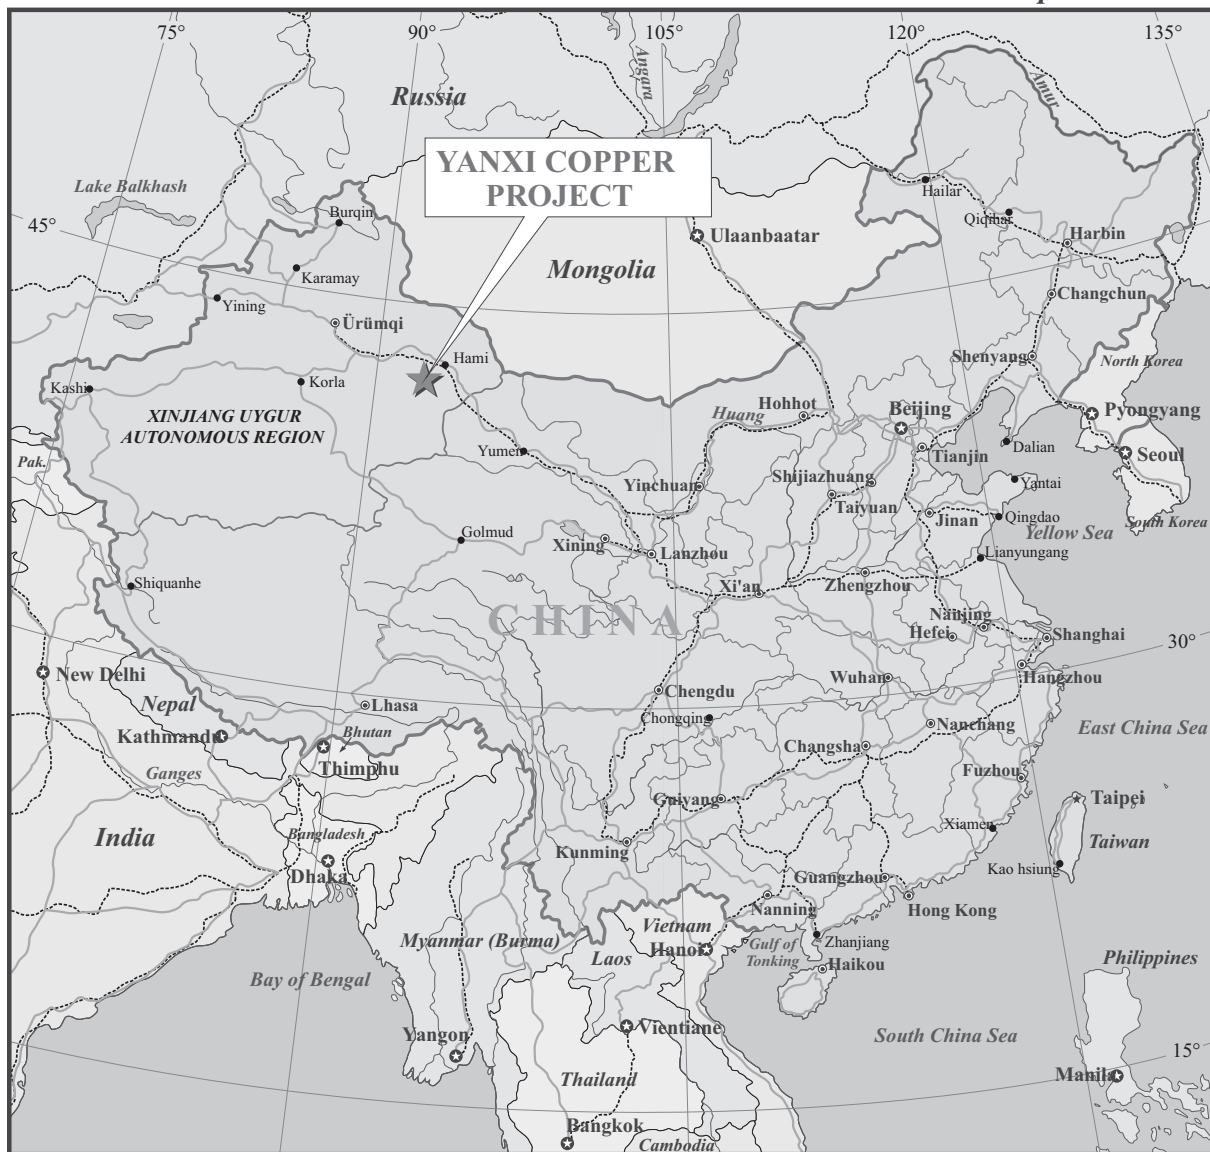 75°
90°
105°
120°
135°
Angara
Amur
Russia
YANXI COPPER
PROJECT
Lake Balkhash
Hailar
Burqin
Qiqihar
45°
Ulaanbaatar
Harbin
Mongolia
Karamay
Changchun
Yining
Ürümqi
Shenyang
Hami
North Korea
Kashi
Korla
Hohhot
Huang
Beijing
Pyongyang
XINJIANG UYGUR
AUTONOMOUS REGION
Dalian
Tianjin
Seoul
Pak.
Yumen
Shijiazhuang
Yinchuan
Yantai
Taiyuan
Jinan
Qingdao
South Korea
Yellow Sea
Golmud
Xining
Lanzhou
Lianyungang
Shiquanhe
Xi'an
Zhengzhou
CHINA
Nanjing
Hefei
Shanghai
30°
New Delhi
Wuhan
Hangzhou
Nepal
Lhasa
Chengdu
Chongqing
Nanchang
East China Sea
Kathmandu
Bhutan
Changsha
Thimphu
Ganges
Fuzhou
Guiyang
Taipei
Xiamen
India
Bangladesh
Taiwan
Kunming
Kao hsiung
Dhaka
Guangzhou
Hong Kong
Nanning
Vietnam
Myanmar (Burma)
Hanoi
Gulf of
Tonking
Zhanjiang
Laos
Haikou
Philippines
Bay of Bengal
Yangon
Vientiane
South China Sea
15°
Manila
Thailand
Bangkok
Cambodia